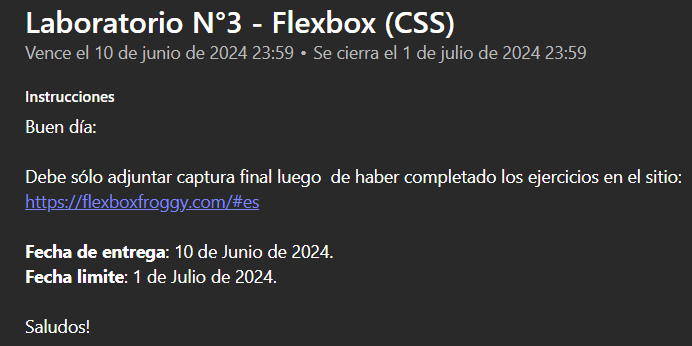 Laboratorio N°3 - Flexbox (CSS)
Vence el 10 de junio de 2024 23:59 • Se cierra el 1 de julio de 2024 23:59
Instrucciones
Buen día:
Debe sólo adjuntar captura final luego  de haber completado los ejercicios en el sitio:
https://flexboxfroggy.com/#es
Fecha de entrega: 10 de Junio de 2024.
Fecha limite: 1 de Julio de 2024.
Saludos!